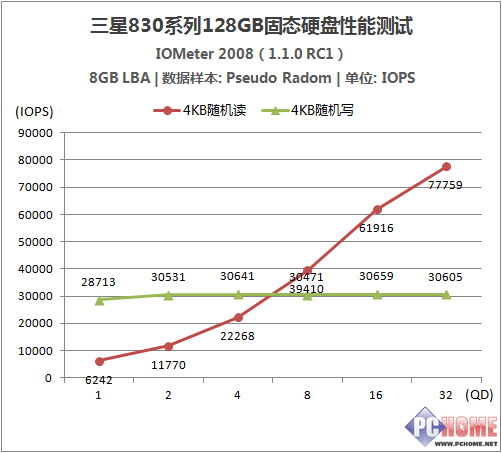 三星830系列128GB固态硬盘性能测试
IOMeter 2008（1.1.0 RC1）
8GB LBA | 数据样本: Pseudo Radom | 单位: IOPS
(IOPS)
4KB随机读 4KB随机写
90000
80000
77759
70000
61916
60000
50000
40000
28713 30531 30641 30471 30659 30605
39410
30000
22268
20000
10000
6242 11770
0
1 2 4 8 16 32 (QD)
PCHOME
WWW.PCHOME.NET